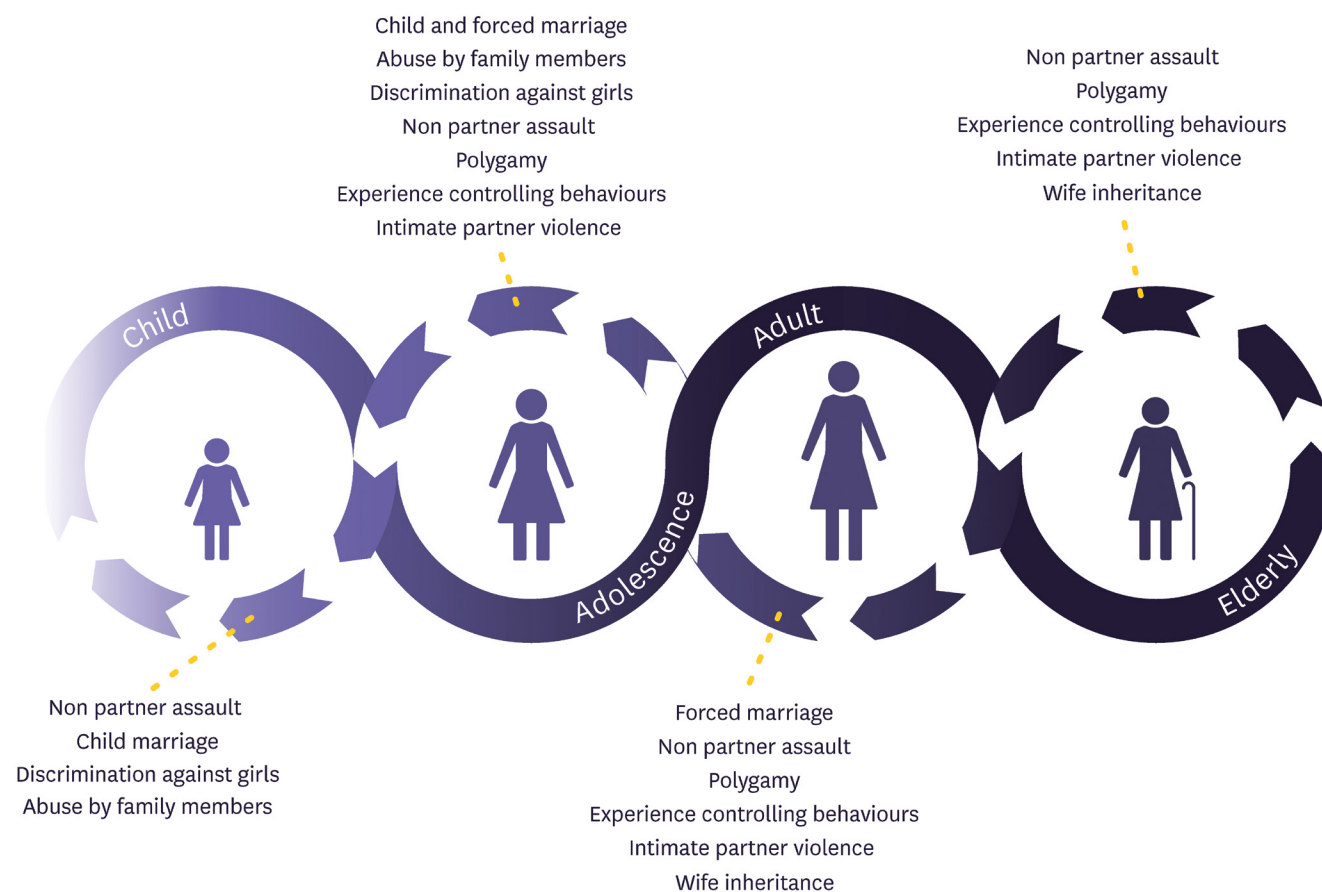 Child and forced marriage
Abuse by family members
Discrimination against girls
Non partner assault
Polygamy
Experience controlling behaviours
Intimate partner violence
Non partner assault
Polygamy
Experience controlling behaviours
Intimate partner violence
Wife inheritance
Child
Adolescence
Adult
Elderly
Non partner assault
Child marriage
Discrimination against girls
Abuse by family members
Forced marriage
Non partner assault
Polygamy
Experience controlling behaviours
Intimate partner violence
Wife inheritance